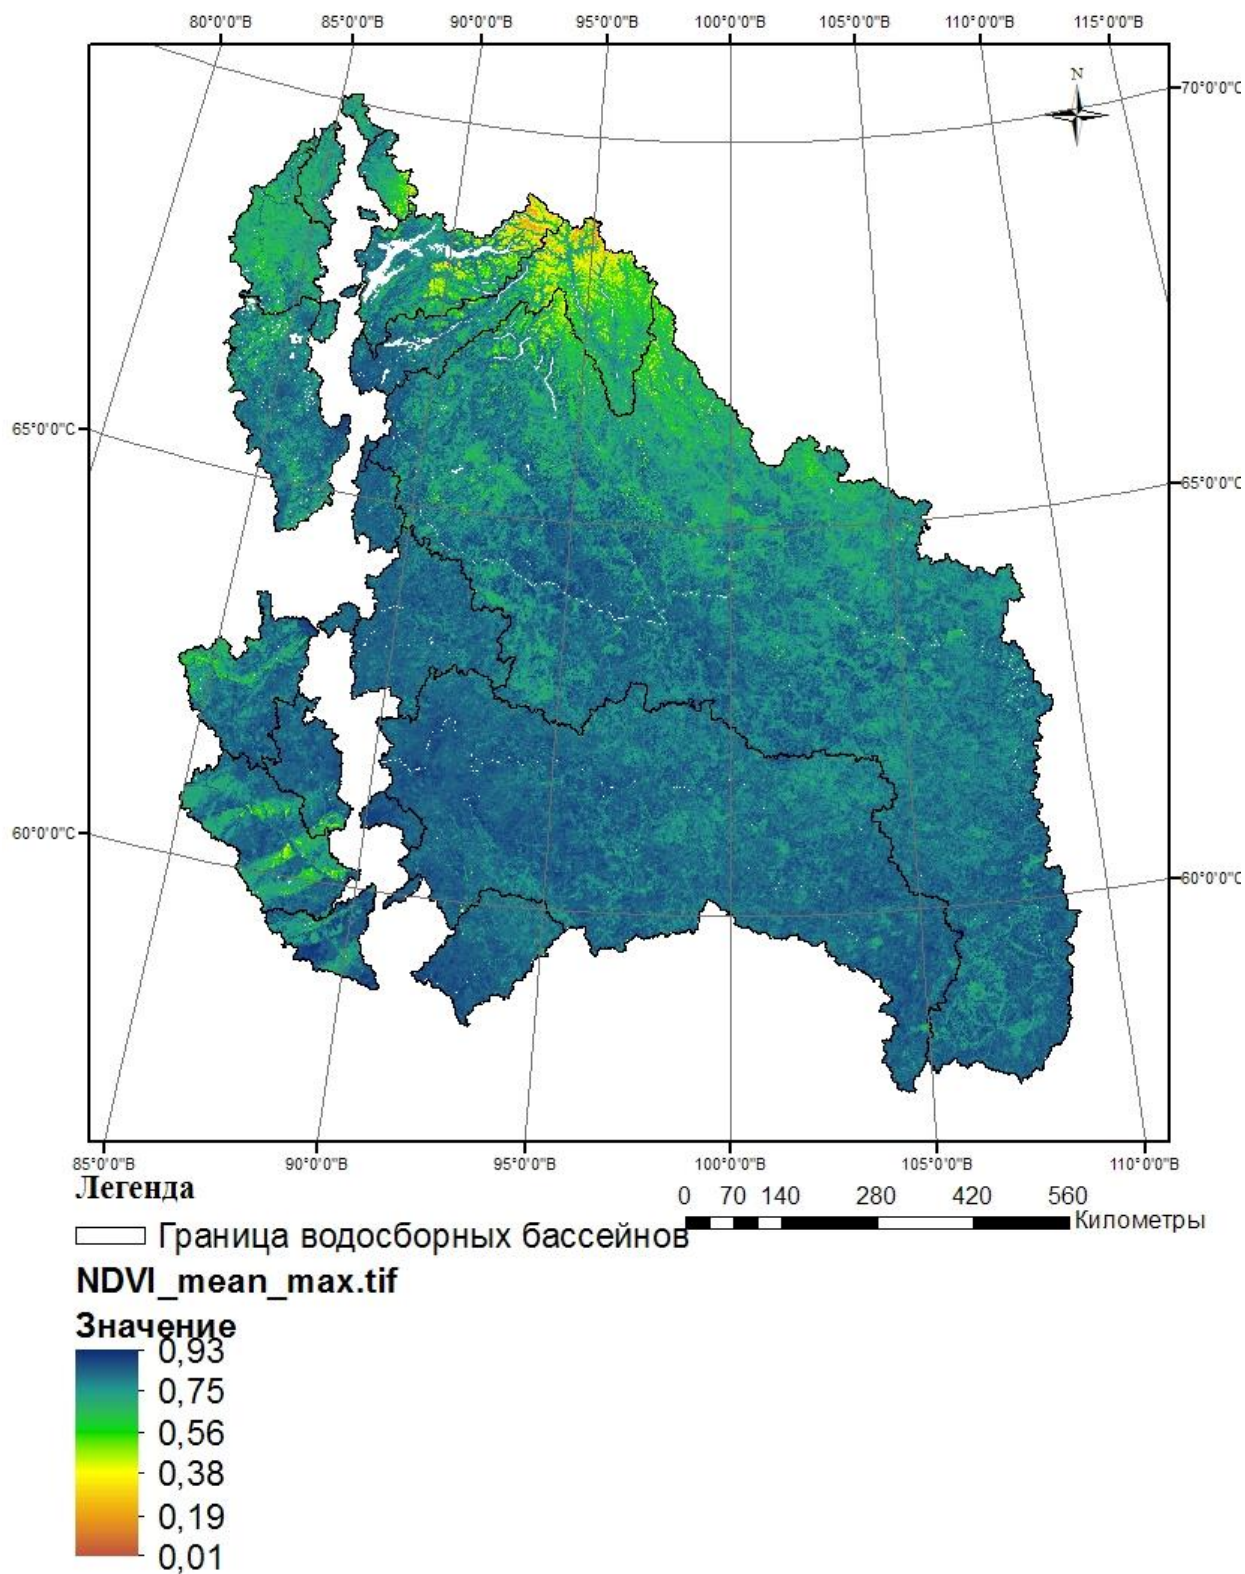 80°0'0"В 85°0'0"В 90°0'0"В 95°0'0"В 100°0'0"В 105°0'0"В 110°0'0"В 115°0'0"В
N
70°0'0"С
65°0'0"С
65°0'0"С
60°0'0"С
60°0'0"С
85°0'0"В 90°0'0"В 95°0'0"В 100°0'0"В 105°0'0"В 110°0'0"В
Легенда
0 70 140 280 420 560
Километры
Граница водосборных бассейнов
NDVI_mean_max.tif
Значение
0,93
0,75
0,56
0,38
0,19
0,01